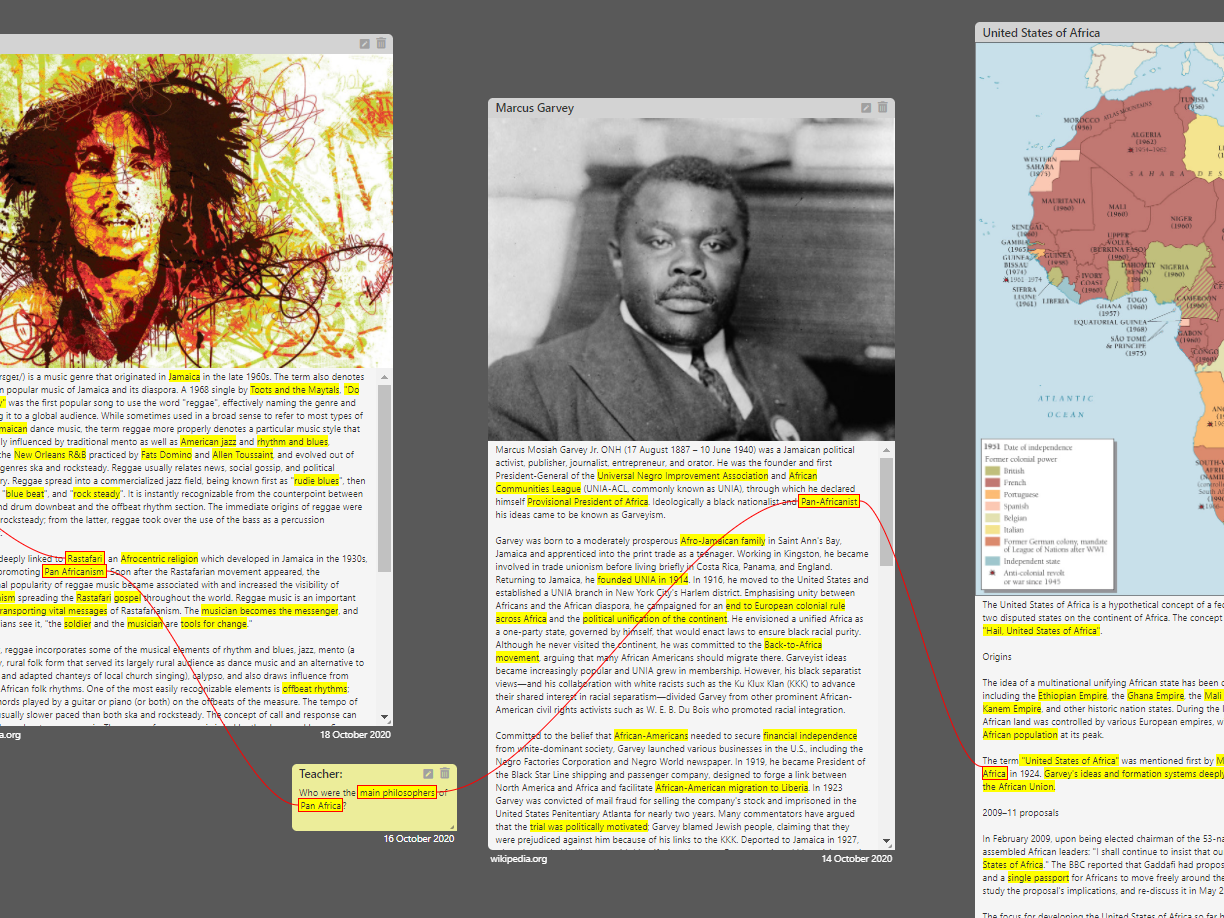 rɛɡeɪ/) is a music genre that originated in Jamaica in the late 1960s. The term also denotes
popular music of Jamaica and its diaspora. A 1968 single by Toots and the Maytals, "Do
was the first popular song to use the word "reggae", effectively naming the genre and
it to a global audience. While sometimes used in a broad sense to refer to most types of
dance music, the term reggae more properly denotes a particular music style that
influenced by traditional mento as well as American jazz and rhythm and blues,
the New Orleans R&B practiced by Fats Domino and Allen Toussaint, and evolved out of
genres ska and rocksteady. Reggae usually relates news, social gossip, and political
Reggae spread into a commercialized jazz field, being known first as "rudie blues", then
"blue beat", and "rock steady". It is instantly recognizable from the counterpoint between
drum downbeat and the offbeat rhythm section. The immediate origins of reggae were
rocksteady; from the latter, reggae took over the use of the bass as a percussion
deeply linked to Rastafari, an Afrocentric religion which developed in Jamaica in the 1930s,
promoting Pan Africanism. Soon after the Rastafarian movement appeared, the
popularity of reggae music became associated with and increased the visibility of
spreading the Rastafari gospel throughout the world. Reggae music is an important
transporting vital messages of Rastafarianism. The musician becomes the messenger, and
see it, "the soldier and the musician are tools for change."
reggae incorporates some of the musical elements of rhythm and blues, jazz, mento (a
rural folk form that served its largely rural audience as dance music and an alternative to
and adapted chanteys of local church singing), calypso, and also draws influence from
African folk rhythms. One of the most easily recognizable elements is offbeat rhythms;
played by a guitar or piano (or both) on the offbeats of the measure. The tempo of
usually slower paced than both ska and rocksteady. The concept of call and response can
a.org 18 October 2020
Teacher:
Who were the main philosophers of
Pan Africa?
16 October 2020
Marcus Garvey
Marcus Mosiah Garvey Jr. ONH (17 August 1887 – 10 June 1940) was a Jamaican political
activist, publisher, journalist, entrepreneur, and orator. He was the founder and first
President-General of the Universal Negro Improvement Association and African
Communities League (UNIA-ACL, commonly known as UNIA), through which he declared
himself Provisional President of Africa. Ideologically a black nationalist and Pan-Africanist
his ideas came to be known as Garveyism.
Garvey was born to a moderately prosperous Afro-Jamaican family in Saint Ann's Bay,
Jamaica and apprenticed into the print trade as a teenager. Working in Kingston, he became
involved in trade unionism before living briefly in Costa Rica, Panama, and England.
Returning to Jamaica, he founded UNIA in 1914. In 1916, he moved to the United States and
established a UNIA branch in New York City's Harlem district. Emphasising unity between
Africans and the African diaspora, he campaigned for an end to European colonial rule
across Africa and the political unification of the continent. He envisioned a unified Africa as
a one-party state, governed by himself, that would enact laws to ensure black racial purity.
Although he never visited the continent, he was committed to the Back-to-Africa
movement, arguing that many African Americans should migrate there. Garveyist ideas
became increasingly popular and UNIA grew in membership. However, his black separatist
views—and his collaboration with white racists such as the Ku Klux Klan (KKK) to advance
their shared interest in racial separatism—divided Garvey from other prominent African-
American civil rights activists such as W. E. B. Du Bois who promoted racial integration.
Committed to the belief that African-Americans needed to secure financial independence
from white-dominant society, Garvey launched various businesses in the U.S., including the
Negro Factories Corporation and Negro World newspaper. In 1919, he became President of
the Black Star Line shipping and passenger company, designed to forge a link between
North America and Africa and facilitate African-American migration to Liberia. In 1923
Garvey was convicted of mail fraud for selling the company's stock and imprisoned in the
United States Penitentiary Atlanta for nearly two years. Many commentators have argued
that the trial was politically motivated; Garvey blamed Jewish people, claiming that they
were prejudiced against him because of his links to the KKK. Deported to Jamaica in 1927,
wikipedia.org 14 October 2020
United States of Africa
TUNISIA
(1956)
MOROCCO
(1956)
ATLAS MOUNTAINS
ALGERIA
(1962)
1954–1962
WESTERN
SAHARA
(1975)
SAHARA DES
MAURITANIA
(1960)
MALI
(1960)
NIGER
(1960)
SENEGAL
(1960)
GAMBIA
(1965)
GUINEA
BISSAU
(1974)
1961–1974
GUINEA
(1958)
UPPER
VOLTA
(BURKINA FASO)
(1960)
DAHOMEY
(BENIN)
(1960)
NIGERIA
(1960)
SIERRA
LEONE
(1961)
LIBERIA
IVORY
COAST
(1960)
GHANA
(1957)
TOGO
(1960)
CAMEROON
(1960)
EQUATORIAL GUINEA
(1968)
SÃO TOMÉ
& PRÍNCIPE
(1975)
GABON
(1960)
CONGO
(1960)
ATLANTIC
OCEAN
1951 Date of independence
Former colonial power
British
French
Portuguese
Spanish
Belgian
Italian
Former German colony, mandate
of League of Nations after WWI
Independent state
Anti-colonial revolt
or war since 1945
The United States of Africa is a hypothetical concept of a fed
two disputed states on the continent of Africa. The concept
"Hail, United States of Africa".
Origins
The idea of a multinational unifying African state has been c
including the Ethiopian Empire, the Ghana Empire, the Mali
Kanem Empire, and other historic nation states. During the l
African land was controlled by various European empires, w
African population at its peak.
The term "United States of Africa" was mentioned first by M
Africa in 1924. Garvey's ideas and formation systems deeply
the African Union.
2009–11 proposals
In February 2009, upon being elected chairman of the 53-na
assembled African leaders: "I shall continue to insist that ou
States of Africa." The BBC reported that Gaddafi had propos
and a single passport for Africans to move freely around the
study the proposal's implications, and re-discuss it in May 2
The focus for developing the United States of Africa so far h